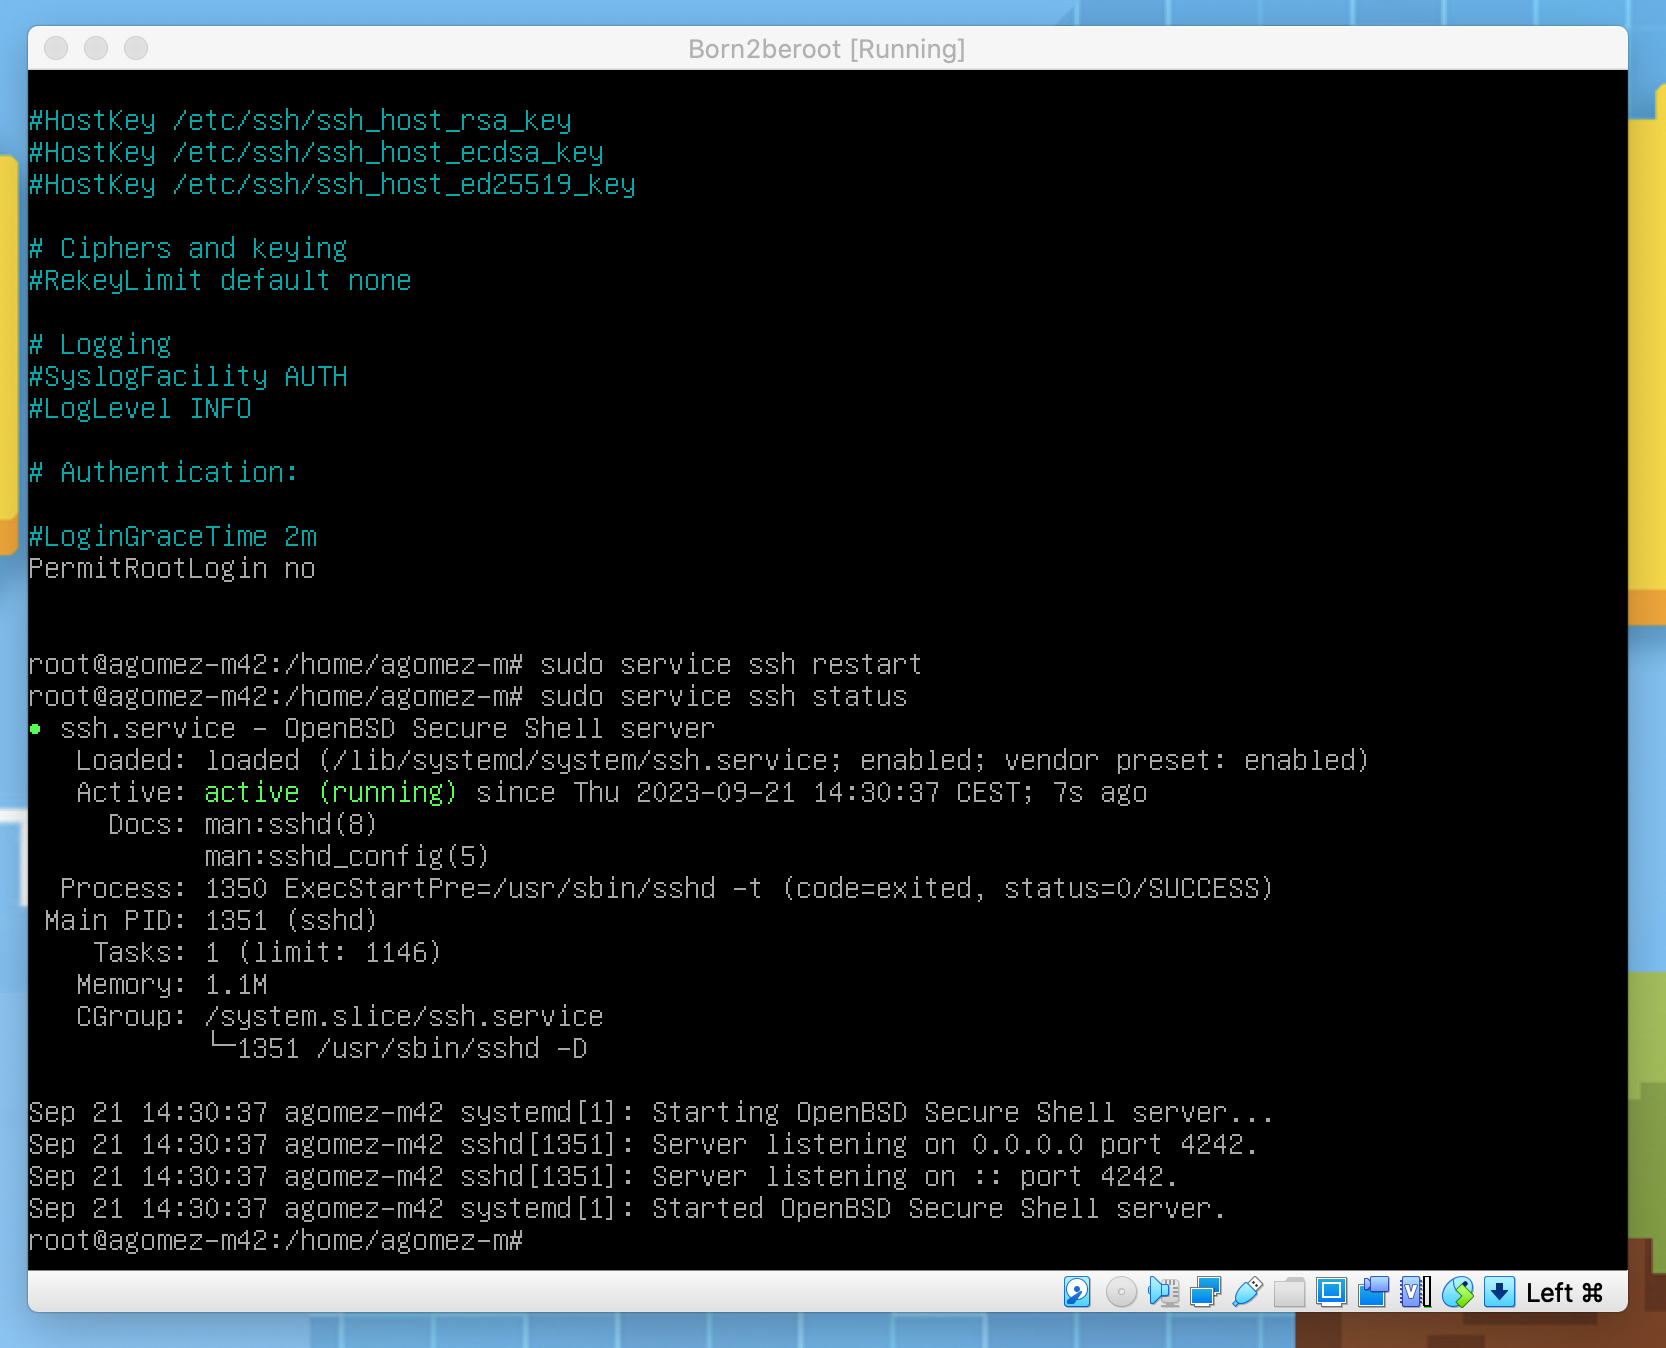 Born2beroot [Running]
#HostKey /etc/ssh/ssh_host_rsa_key
#HostKey /etc/ssh/ssh_host_ecdsa_key
#HostKey /etc/ssh/ssh_host_ed25519_key
# Ciphers and keying
#RekeyLimit default none
# Logging
#SyslogFacility AUTH
#LogLevel INFO
# Authentication:
#LoginGraceTime 2m
PermitRootLogin no
root@agomez-m42:/home/agomez-m# sudo service ssh restart
root@agomez-m42:/home/agomez-m# sudo service ssh status
● ssh.service – OpenBSD Secure Shell server
Loaded: loaded (/lib/systemd/system/ssh.service; enabled; vendor preset: enabled)
Active: active (running) since Thu 2023-09-21 14:30:37 CEST; 7s ago
Docs: man:sshd(8)
man:sshd_config(5)
Process: 1350 ExecStartPre=/usr/sbin/sshd -t (code=exited, status=0/SUCCESS)
Main PID: 1351 (sshd)
Tasks: 1 (limit: 1146)
Memory: 1.1M
CGroup: /system.slice/ssh.service
└─1351 /usr/sbin/sshd -D
Sep 21 14:30:37 agomez-m42 systemd[1]: Starting OpenBSD Secure Shell server...
Sep 21 14:30:37 agomez-m42 sshd[1351]: Server listening on 0.0.0.0 port 4242.
Sep 21 14:30:37 agomez-m42 sshd[1351]: Server listening on :: port 4242.
Sep 21 14:30:37 agomez-m42 systemd[1]: Started OpenBSD Secure Shell server.
root@agomez-m42:/home/agomez-m#
Left ⌘